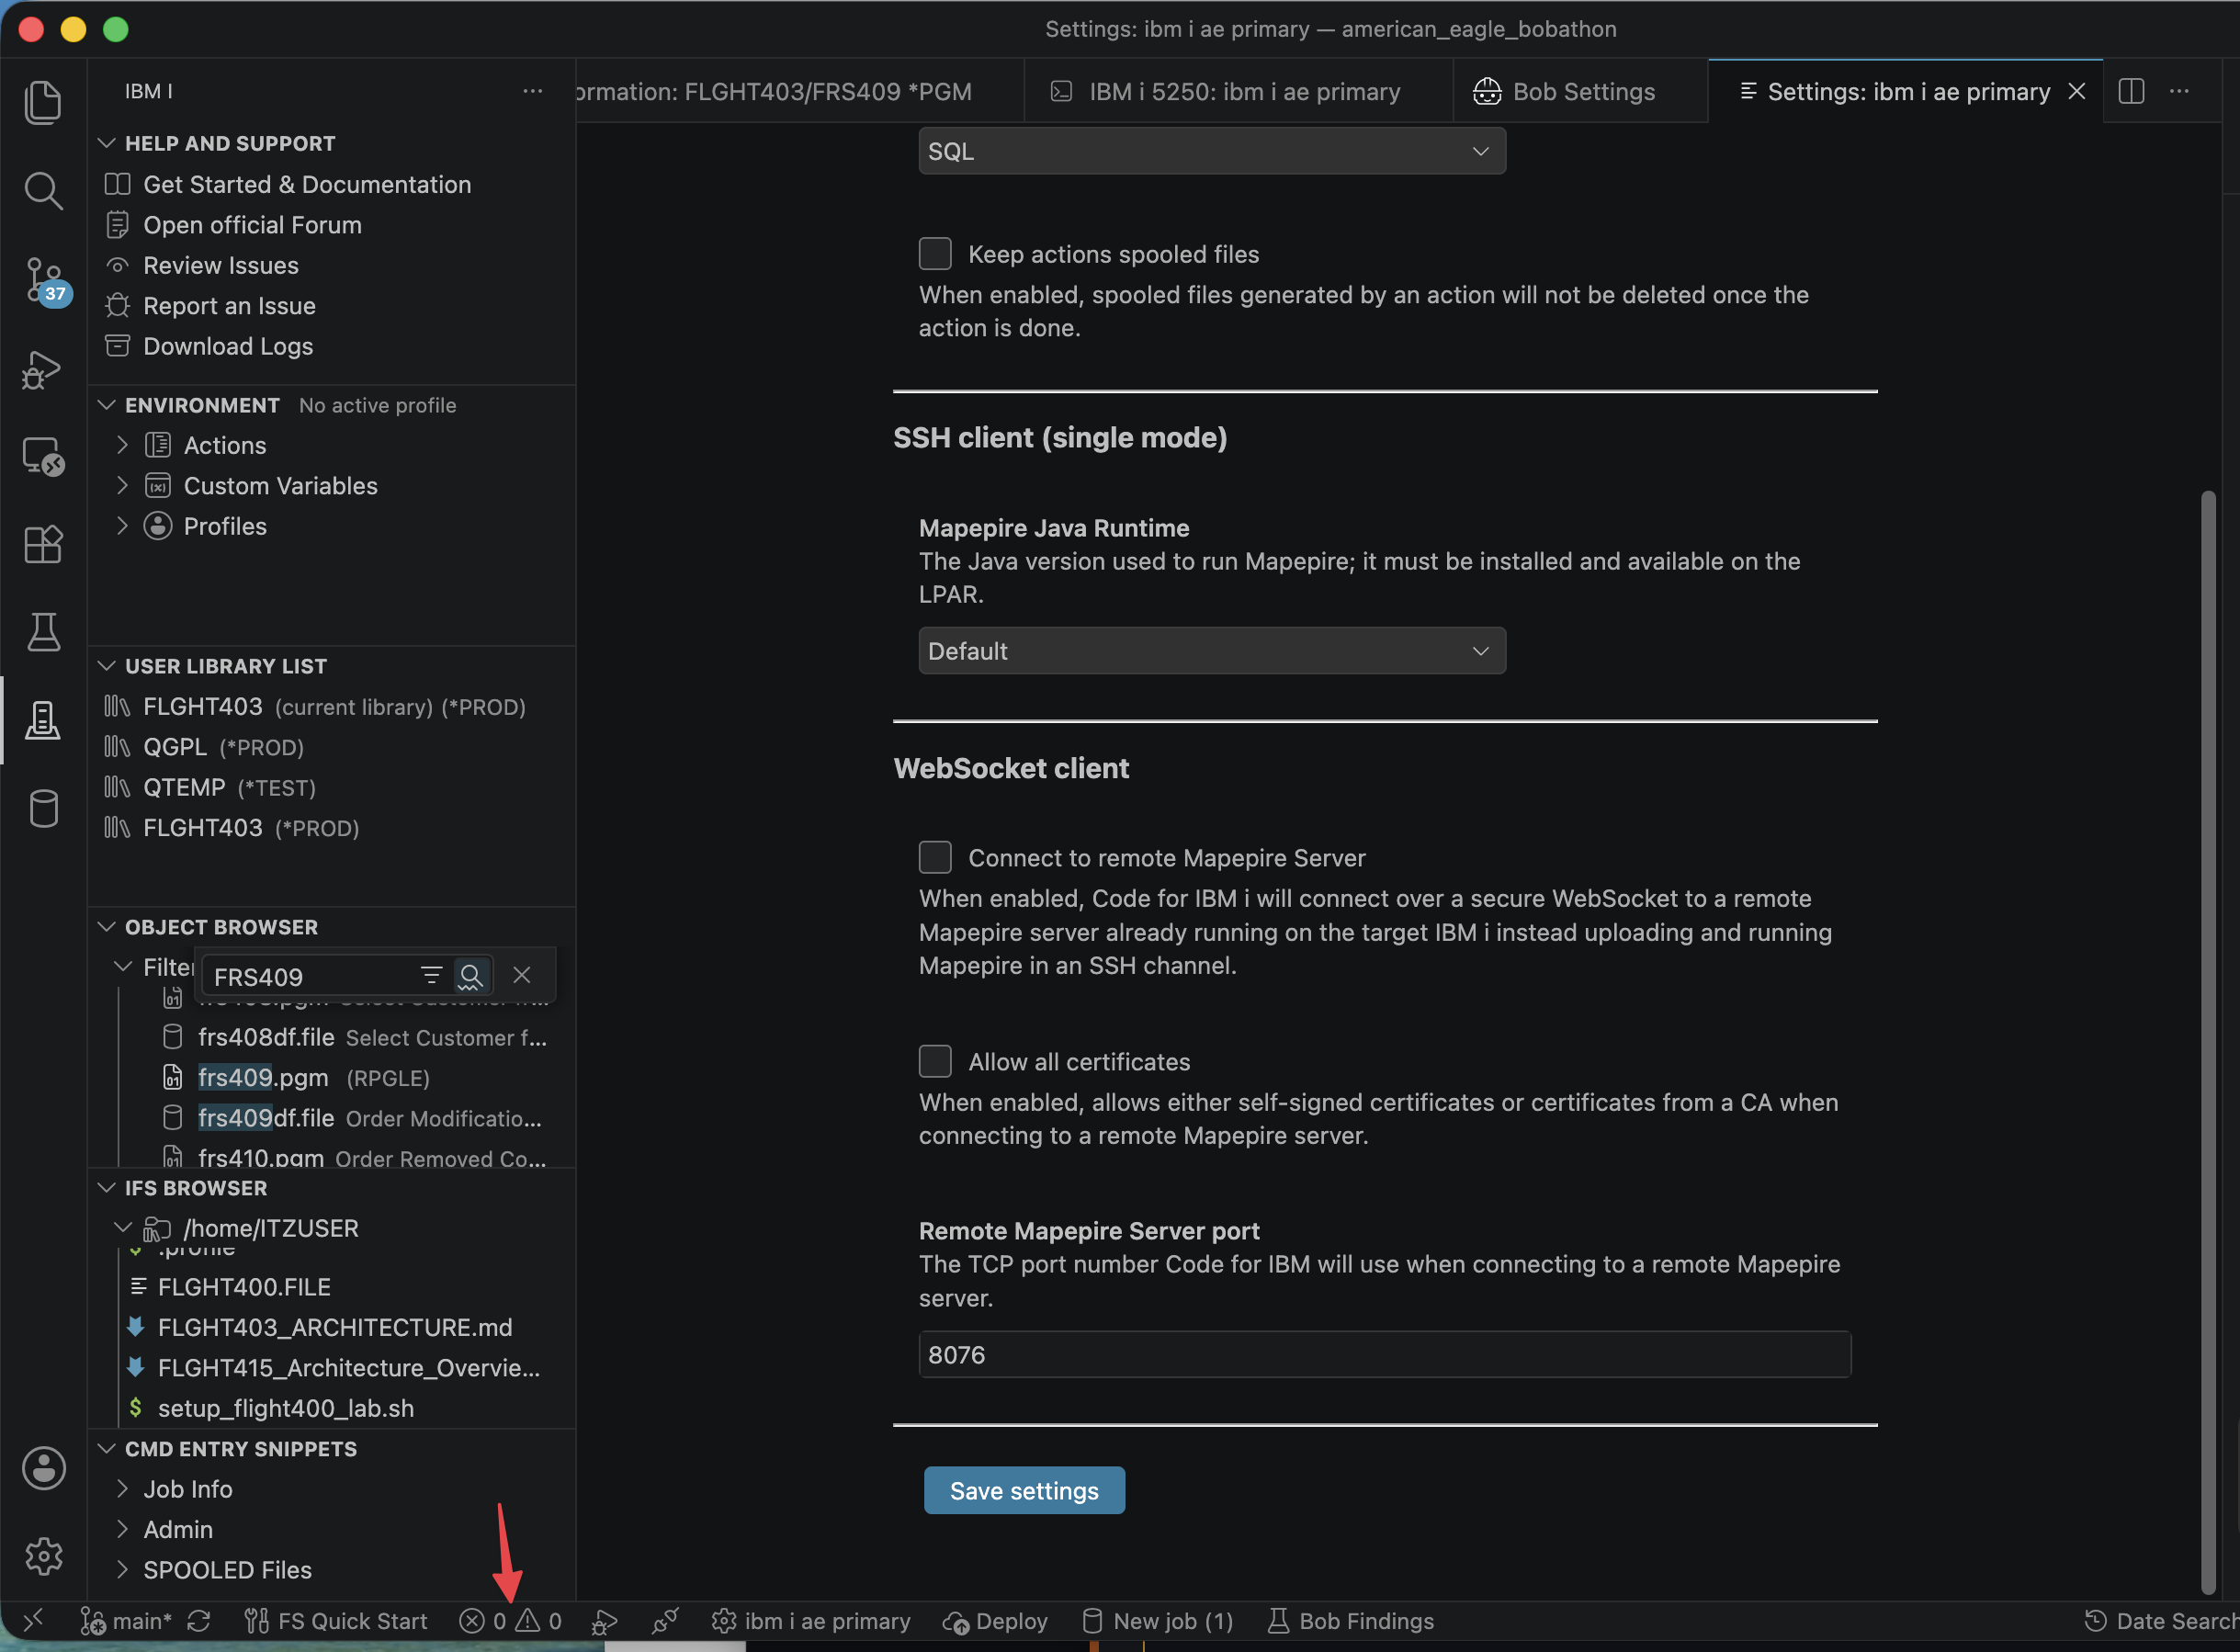 Settings: ibm i ae primary — american_eagle_bobathon
IBM I
ormation: FLGHT403/FRS409 *PGM
IBM i 5250: ibm i ae primary
Bob Settings
Settings: ibm i ae primary
HELP AND SUPPORT
Get Started & Documentation
Open official Forum
Review Issues
Report an Issue
Download Logs
37
ENVIRONMENT No active profile
Actions
Custom Variables
Profiles
USER LIBRARY LIST
FLGHT403 (current library) (*PROD)
QGPL (*PROD)
QTEMP (*TEST)
FLGHT403 (*PROD)
OBJECT BROWSER
Filter
FRS409
frs408df.file Select Customer f...
frs409.pgm (RPGLE)
frs409df.file Order Modificatio...
frs410.pgm Order Removed Co...
IFS BROWSER
/home/ITZUSER
.profile
FLGHT400.FILE
FLGHT403_ARCHITECTURE.md
FLGHT415_Architecture_Overvie...
setup_flight400_lab.sh
CMD ENTRY SNIPPETS
Job Info
Admin
SPOOLED Files
SQL
Keep actions spooled files
When enabled, spooled files generated by an action will not be deleted once the
action is done.
SSH client (single mode)
Mapepire Java Runtime
The Java version used to run Mapepire; it must be installed and available on the
LPAR.
Default
WebSocket client
Connect to remote Mapepire Server
When enabled, Code for IBM i will connect over a secure WebSocket to a remote
Mapepire server already running on the target IBM i instead uploading and running
Mapepire in an SSH channel.
Allow all certificates
When enabled, allows either self-signed certificates or certificates from a CA when
connecting to a remote Mapepire server.
Remote Mapepire Server port
The TCP port number Code for IBM will use when connecting to a remote Mapepire
server.
8076
Save settings
main* FS Quick Start 0 0 ibm i ae primary Deploy New job (1) Bob Findings Date Search